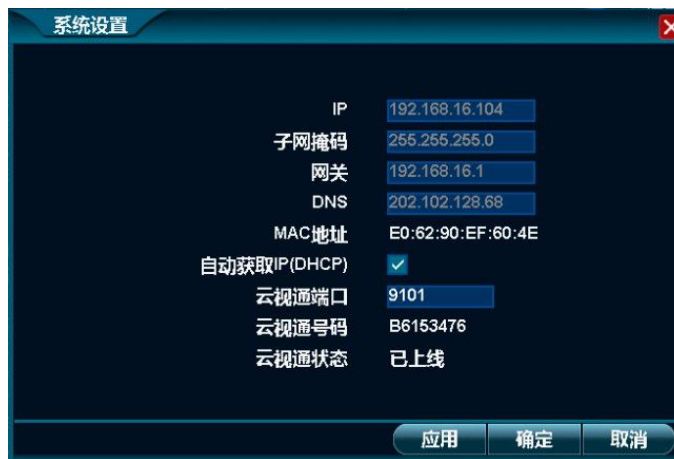 系统设置
IP 192.168.16.104
子网掩码 255.255.255.0
网关 192.168.16.1
DNS 202.102.128.68
MAC地址 E0:62:90:EF:60:4E
自动获取IP(DHCP)
云视通端口 9101
云视通号码 B6153476
云视通状态 已上线
应用 确定 取消